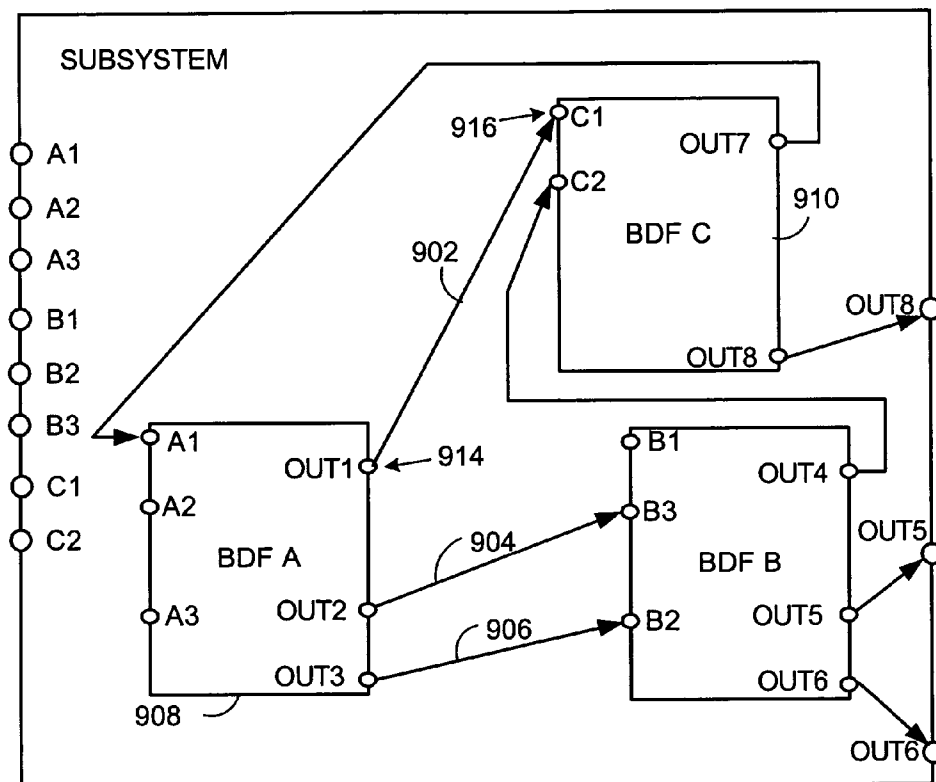 SUBSYSTEM
A1
A2
A3
B1
B2
B3
C1
C2
916
C1
C2
OUT7
BDF C
910
OUT8
902
OUT8
A1
A2
A3
BDF A
OUT1
914
OUT2
OUT3
908
904
906
B1
B3
B2
BDF B
OUT4
OUT5
OUT6
OUT5
OUT6